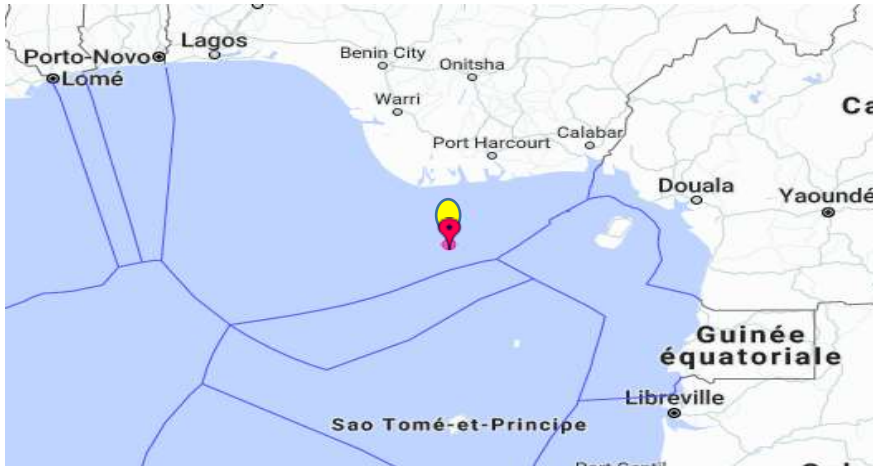 Lagos
Porto-Novo
Lomé
Benin City
Onitsha
Warri
Port Harcourt
Calabar
Ca
Douala
Yaoundé
Guinée
équatoriale
Libreville
Sao Tomé-et-Principe